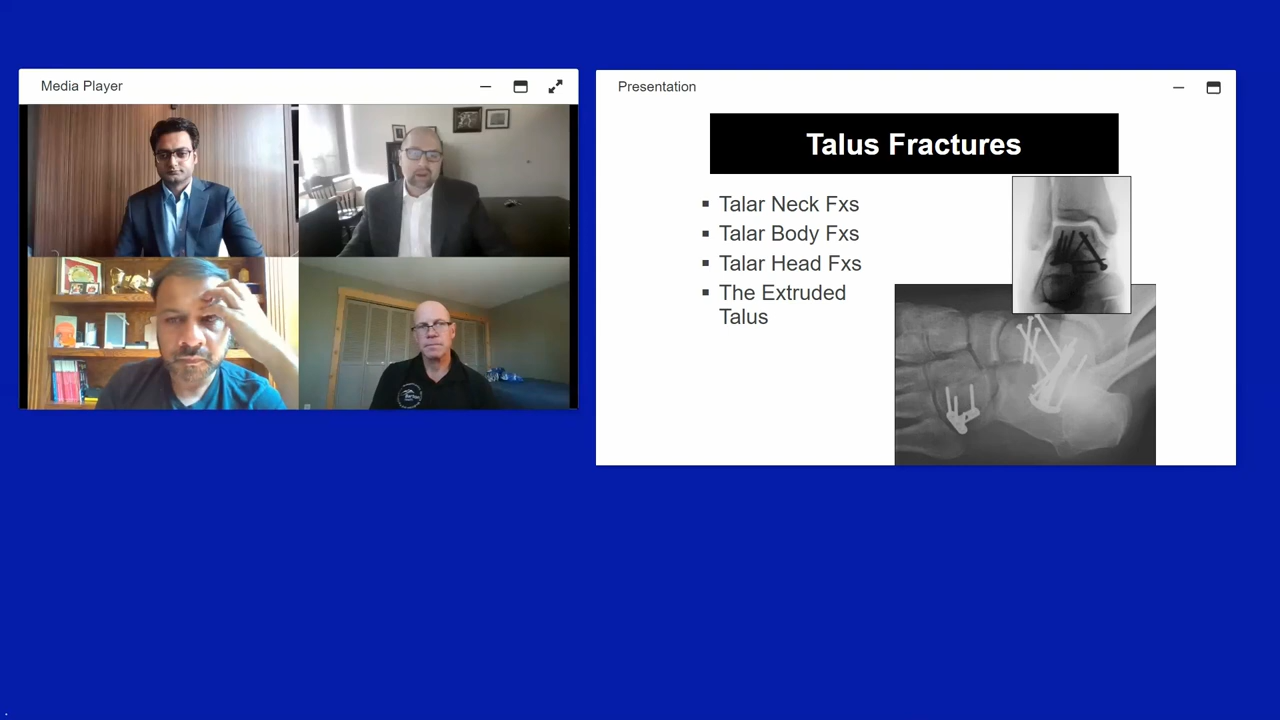 Media Player
Presentation
Talus Fractures
Talar Neck Fxs
Talar Body Fxs
Talar Head Fxs
The Extruded
Talus